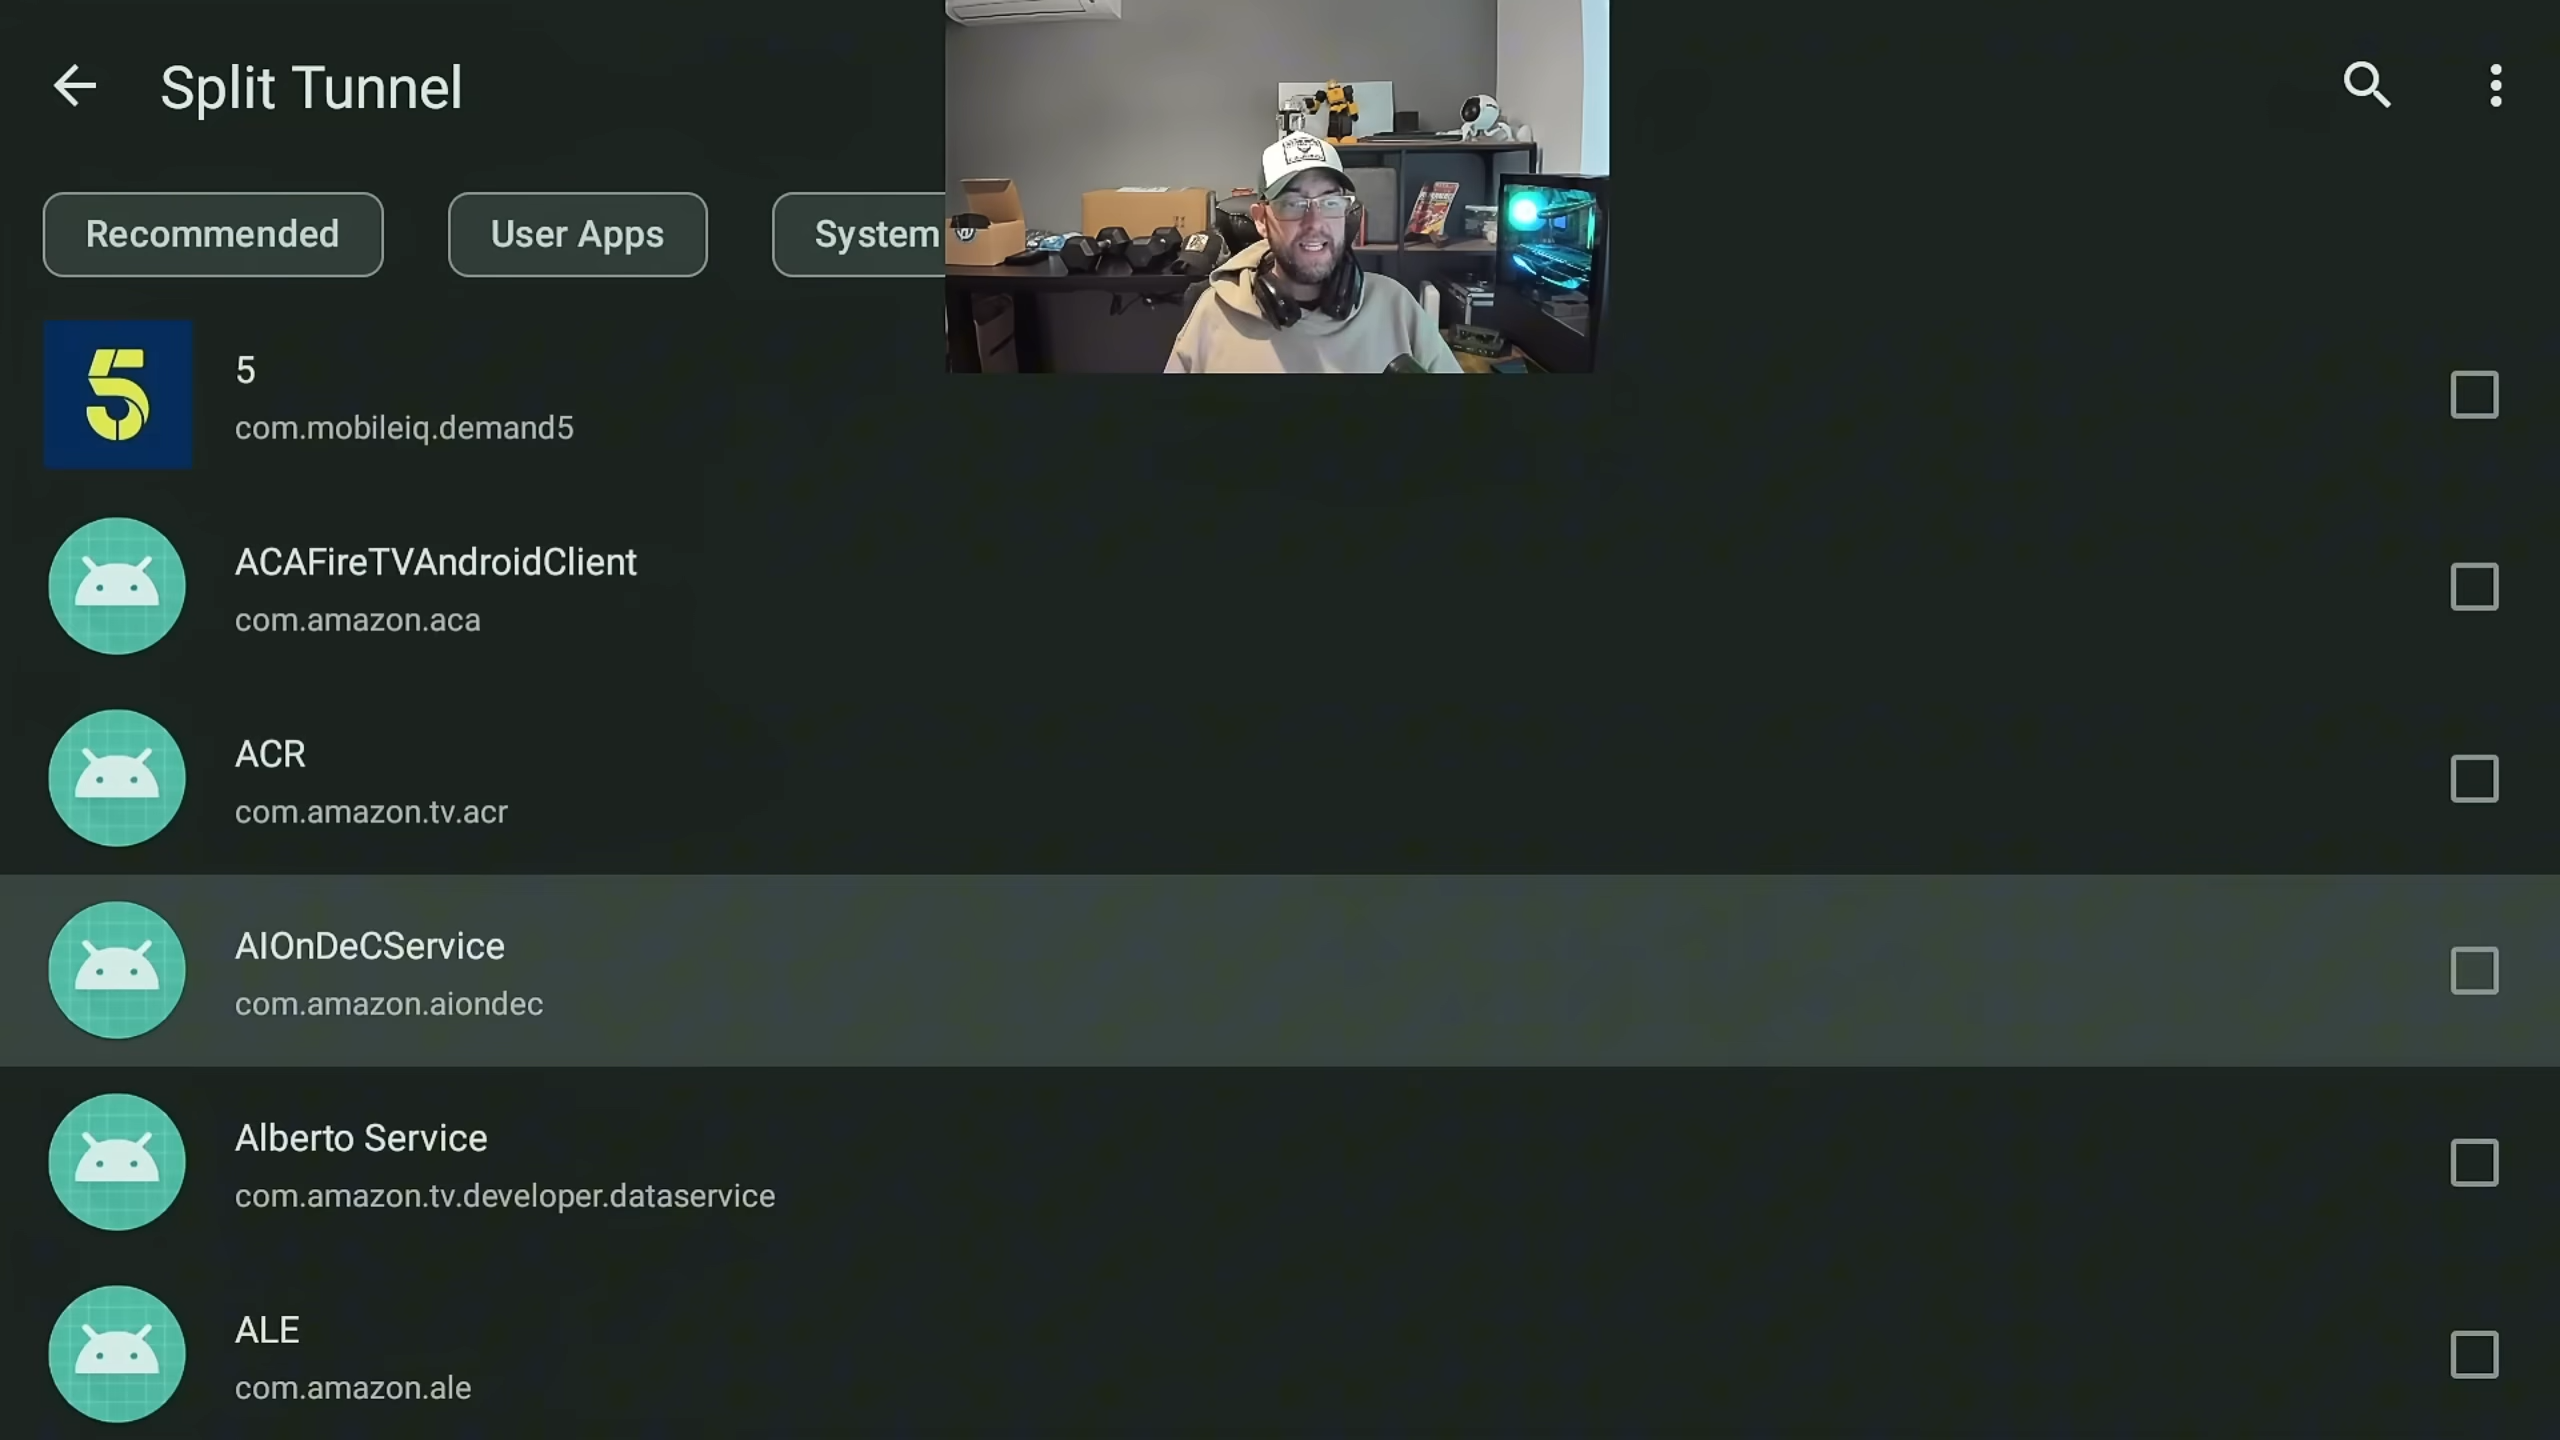 Split Tunnel
Recommended
User Apps
System
5
5
com.mobileiq.demand5
ACAFireTVAndroidClient
com.amazon.aca
ACR
com.amazon.tv.acr
AIOnDeCService
com.amazon.aiondec
Alberto Service
com.amazon.tv.developer.dataservice
ALE
com.amazon.ale